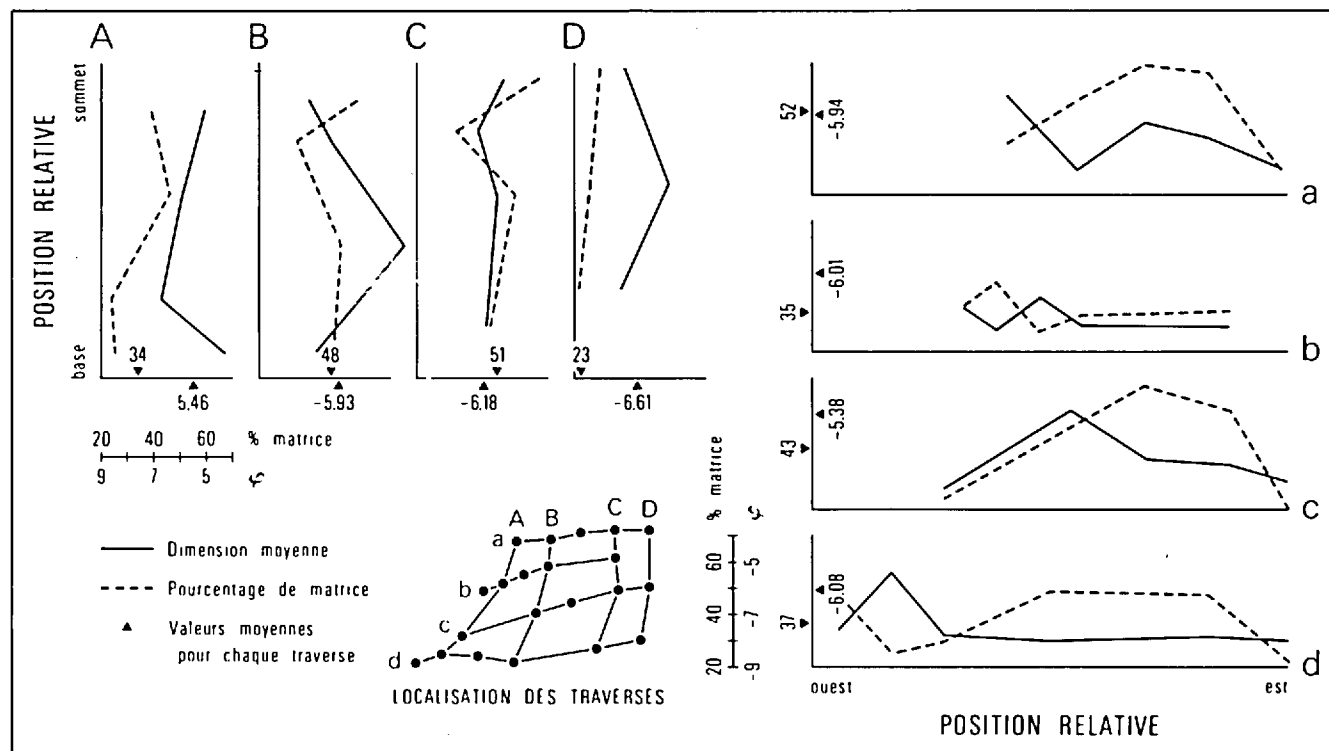 A B C D
POSITION RELATIVE
sommet
base
34 48 51 23
5.46 -5.93 -6.18 -6.61
20 40 60 % matrice
9 7 5 φ
Dimension moyenne
Pourcentage de matrice
Valeurs moyennes
pour chaque traverse
A B C D
a
b
c
d
LOCALISATION DES TRAVERSES
% matrice φ
60 -5
40 -7
20 -9
52 -5.94
a
35 -6.01
b
43 -5.38
c
37 -6.08
d
ouest est
POSITION RELATIVE